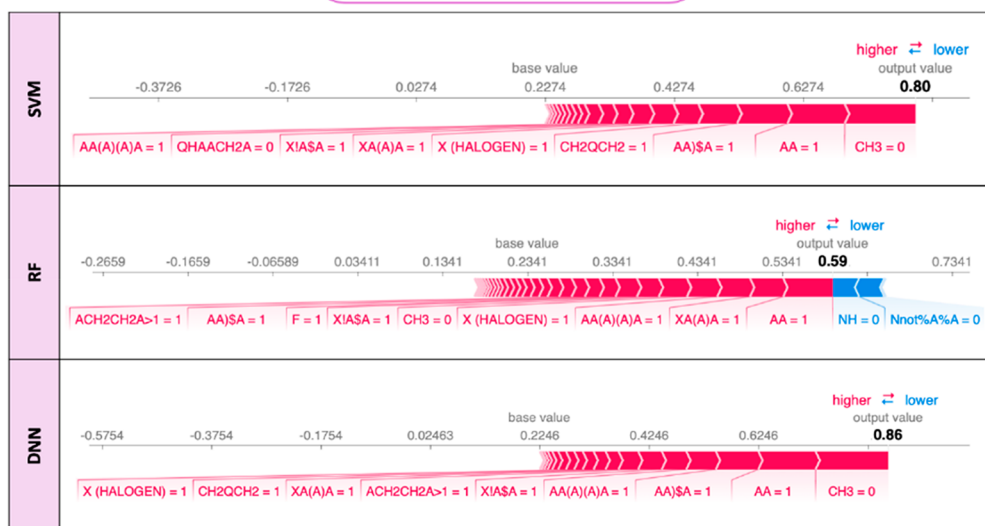 SVM
higher ⇄ lower
base value output value
-0.3726 -0.1726 0.0274 0.2274 0.4274 0.6274 0.80
AA(A)(A)A = 1 QHAACH2A = 0 X!A$A = 1 XA(A)A = 1 X (HALOGEN) = 1 CH2QCH2 = 1 AA)$A = 1 AA = 1 CH3 = 0
RF
higher ⇄ lower
base value output value
-0.2659 -0.1659 -0.06589 0.03411 0.1341 0.2341 0.3341 0.4341 0.5341 0.59 0.7341
ACH2CH2A>1 = 1 AA)$A = 1 F = 1 X!A$A = 1 CH3 = 0 X (HALOGEN) = 1 AA(A)(A)A = 1 XA(A)A = 1 AA = 1 NH = 0 Nnot%A%A = 0
DNN
higher ⇄ lower
base value output value
-0.5754 -0.3754 -0.1754 0.02463 0.2246 0.4246 0.6246 0.86
X (HALOGEN) = 1 CH2QCH2 = 1 XA(A)A = 1 ACH2CH2A>1 = 1 X!A$A = 1 AA(A)(A)A = 1 AA)$A = 1 AA = 1 CH3 = 0